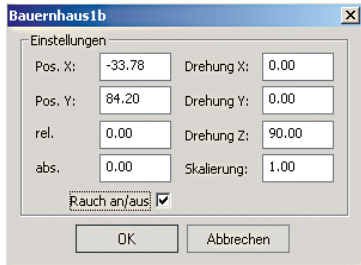 Bauernhaus1b
Einstellungen
Pos. X: -33.78 Drehung X: 0.00
Pos. Y: 84.20 Drehung Y: 0.00
rel. 0.00 Drehung Z: 90.00
abs. 0.00 Skalierung: 1.00
Rauch an/aus
OK Abbrechen